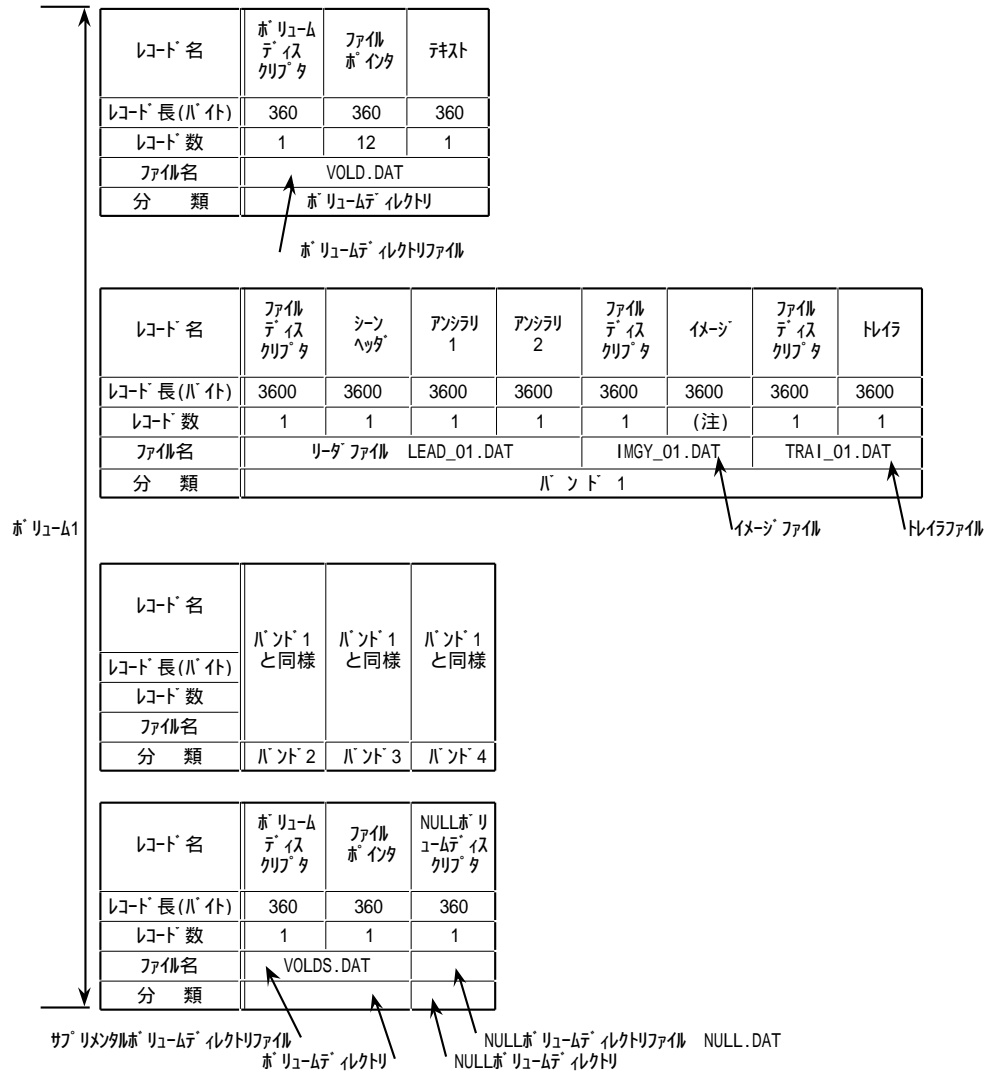 レコード名 ボリュームディスクリプタ ファイルポインタ テキスト
レコード長(バイト) 360 360 360
レコード数 1 12 1
ファイル名 VOLD.DAT
分 類 ボリュームディレクトリ
ボリュームディレクトリファイル
レコード名 ファイルディスクリプタ シーンヘッダ アンシラリ1 アンシラリ2 ファイルディスクリプタ イメージ ファイルディスクリプタ トレイラ
レコード長(バイト) 3600 3600 3600 3600 3600 3600 3600 3600
レコード数 1 1 1 1 1 (注) 1 1
ファイル名 リーダファイル LEAD_01.DAT IMGY_01.DAT TRAI_01.DAT
分 類 バンド 1
ボリューム1
イメージファイル トレイラファイル
レコード名 バンド1と同様 バンド1と同様 バンド1と同様
レコード長(バイト)
レコード数
ファイル名
分 類 バンド2 バンド3 バンド4
レコード名 ボリュームディスクリプタ ファイルポインタ NULLボリュームディスクリプタ
レコード長(バイト) 360 360 360
レコード数 1 1 1
ファイル名 VOLDS.DAT
分 類
サプリメンタルボリュームディレクトリファイル NULLボリュームディレクトリファイル NULL.DAT
ボリュームディレクトリ NULLボリュームディレクトリ